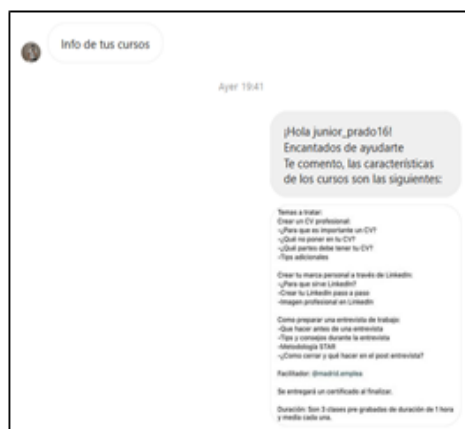 Info de tus cursos
Ayer 19:41
¡Hola junior_prado16!
Encantados de ayudarte
Te comento, las características
de los cursos son las siguientes:
Temas a tratar:
Crear un CV profesional:
-¿Para que es importante un CV?
-¿Qué no poner en tu CV?
-¿Qué partes debe tener tu CV?
-Tips adicionales
Crear tu marca personal a través de LinkedIn:
-¿Para que sirve LinkedIn?
-Crear tu LinkedIn paso a paso
-Imagen profesional en LinkedIn
Como preparar una entrevista de trabajo:
-Que hacer antes de una entrevista
-Tips y consejos durante la entrevista
-Metodología STAR
-¿Como cerrar y qué hacer en el post entrevista?
Facilitador: @madrid.emplea
Se entregará un certificado al finalizar.
Duración: Son 3 clases pre grabadas de duración de 1 hora
y media cada una.